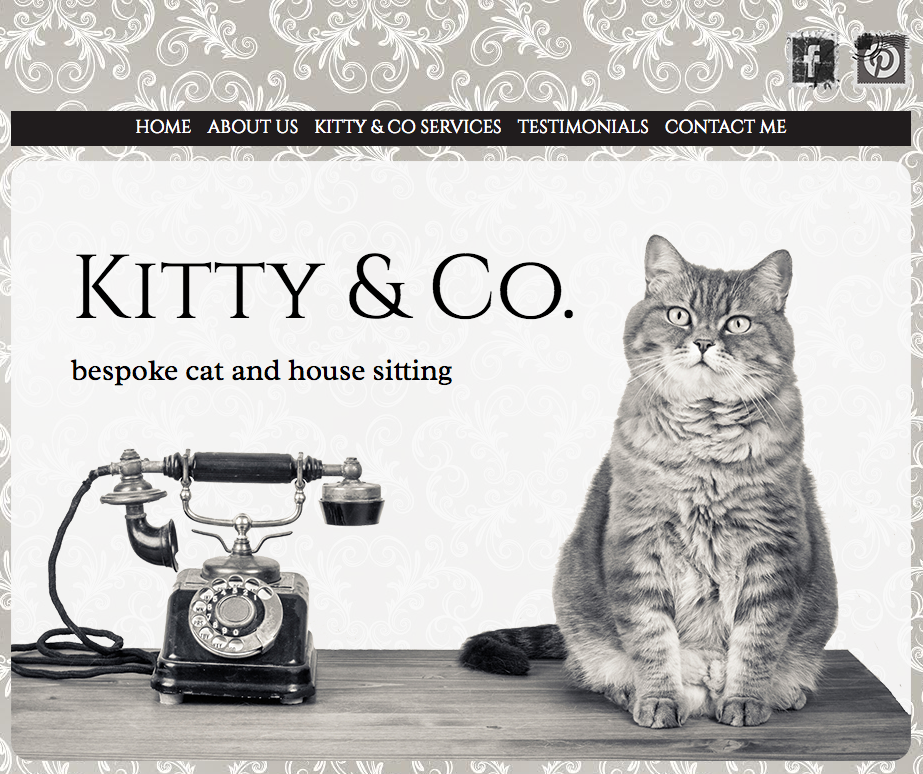 HOME ABOUT US KITTY & CO SERVICES TESTIMONIALS CONTACT ME
Kitty & Co.
bespoke cat and house sitting